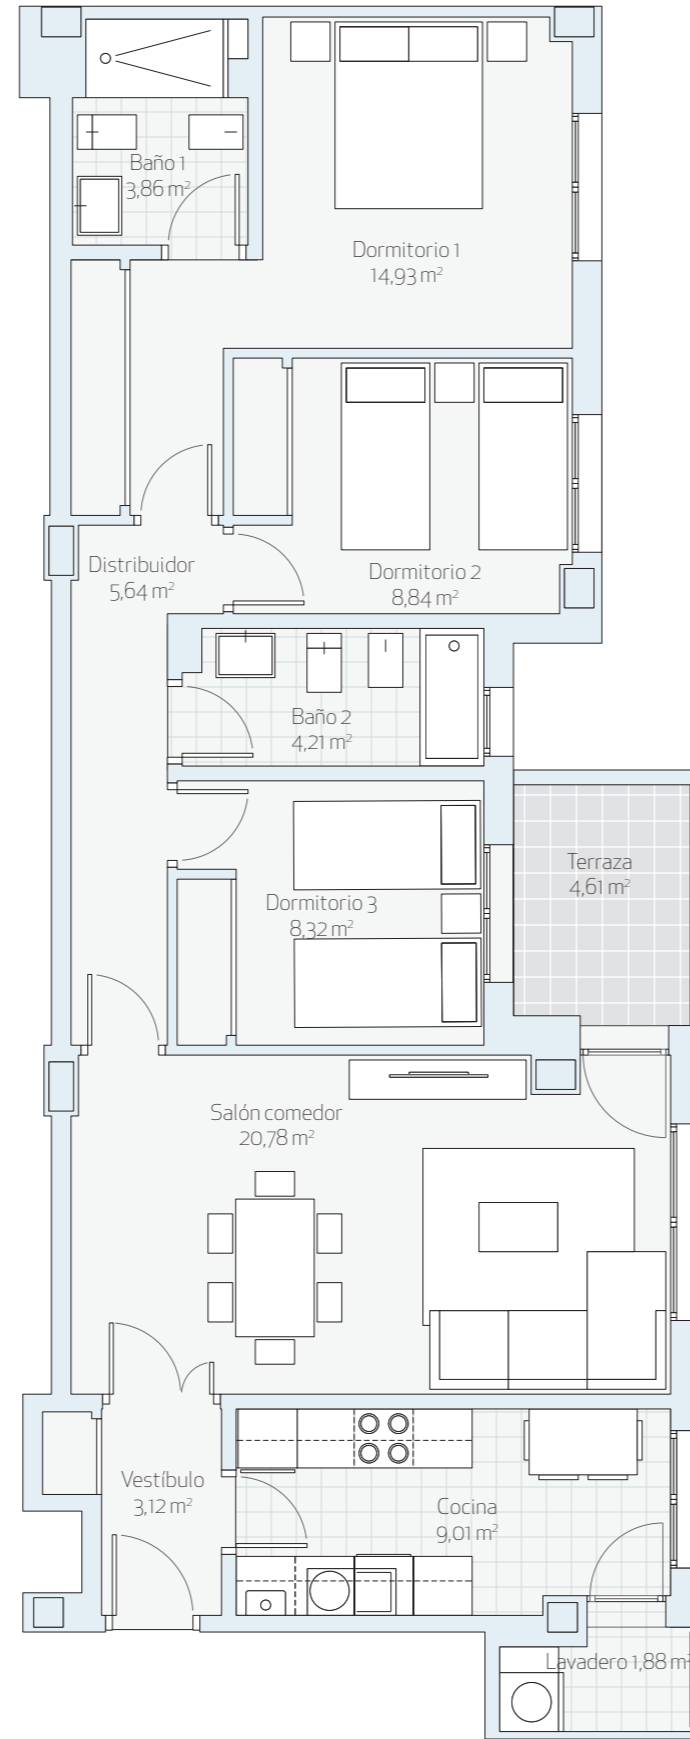 Baño 1
3,86 m²
Dormitorio 1
14,93 m²
Distribuidor
5,64 m²
Dormitorio 2
8,84 m²
Baño 2
4,21 m²
Terraza
4,61 m²
Dormitorio 3
8,32 m²
Salón comedor
20,78 m²
Vestíbulo
3,12 m²
Cocina
9,01 m²
Lavadero 1,88 m²